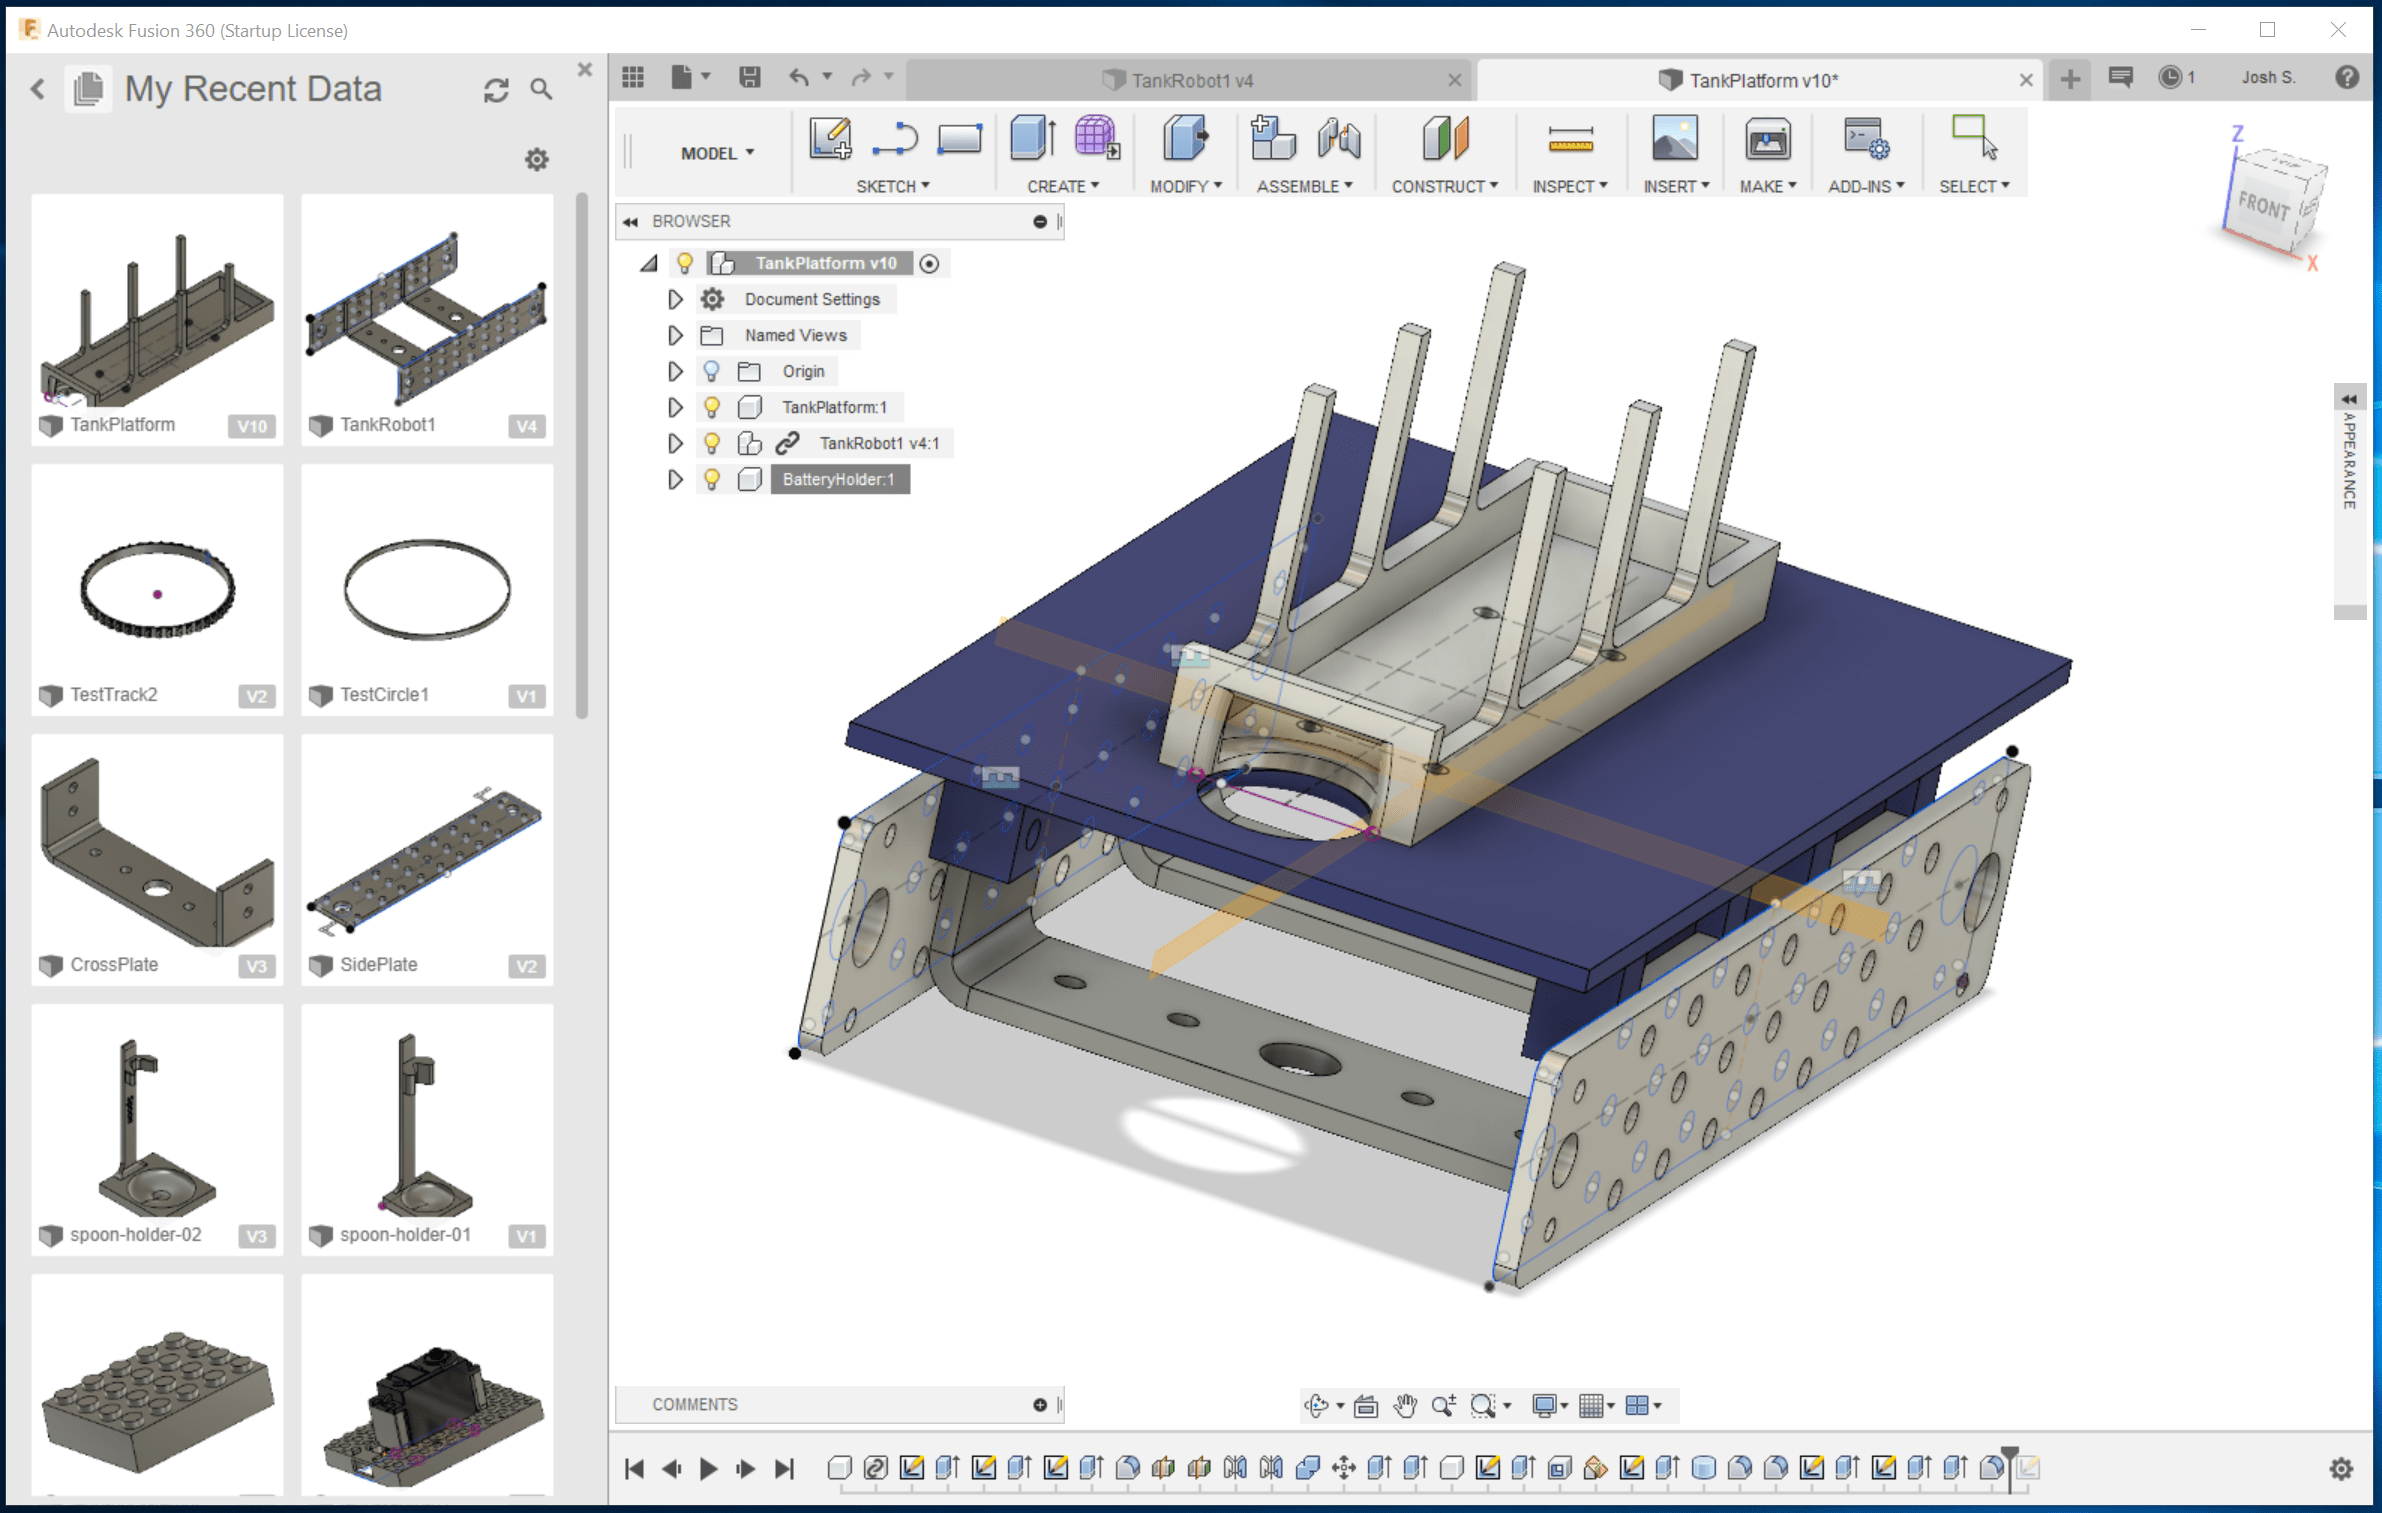 Autodesk Fusion 360 (Startup License)
My Recent Data
TankPlatform
V10
TankRobot1
V4
TestTrack2
V2
TestCircle1
V1
CrossPlate
V3
SidePlate
V2
spoon-holder-02
V3
spoon-holder-01
V1
TankRobot1 v4
TankPlatform v10*
1
Josh S.
MODEL
SKETCH
CREATE
MODIFY
ASSEMBLE
CONSTRUCT
INSPECT
INSERT
MAKE
ADD-INS
SELECT
BROWSER
TankPlatform v10
Document Settings
Named Views
Origin
TankPlatform:1
TankRobot1 v4:1
BatteryHolder:1
Z
FRONT
X
APPEARANCE
COMMENTS